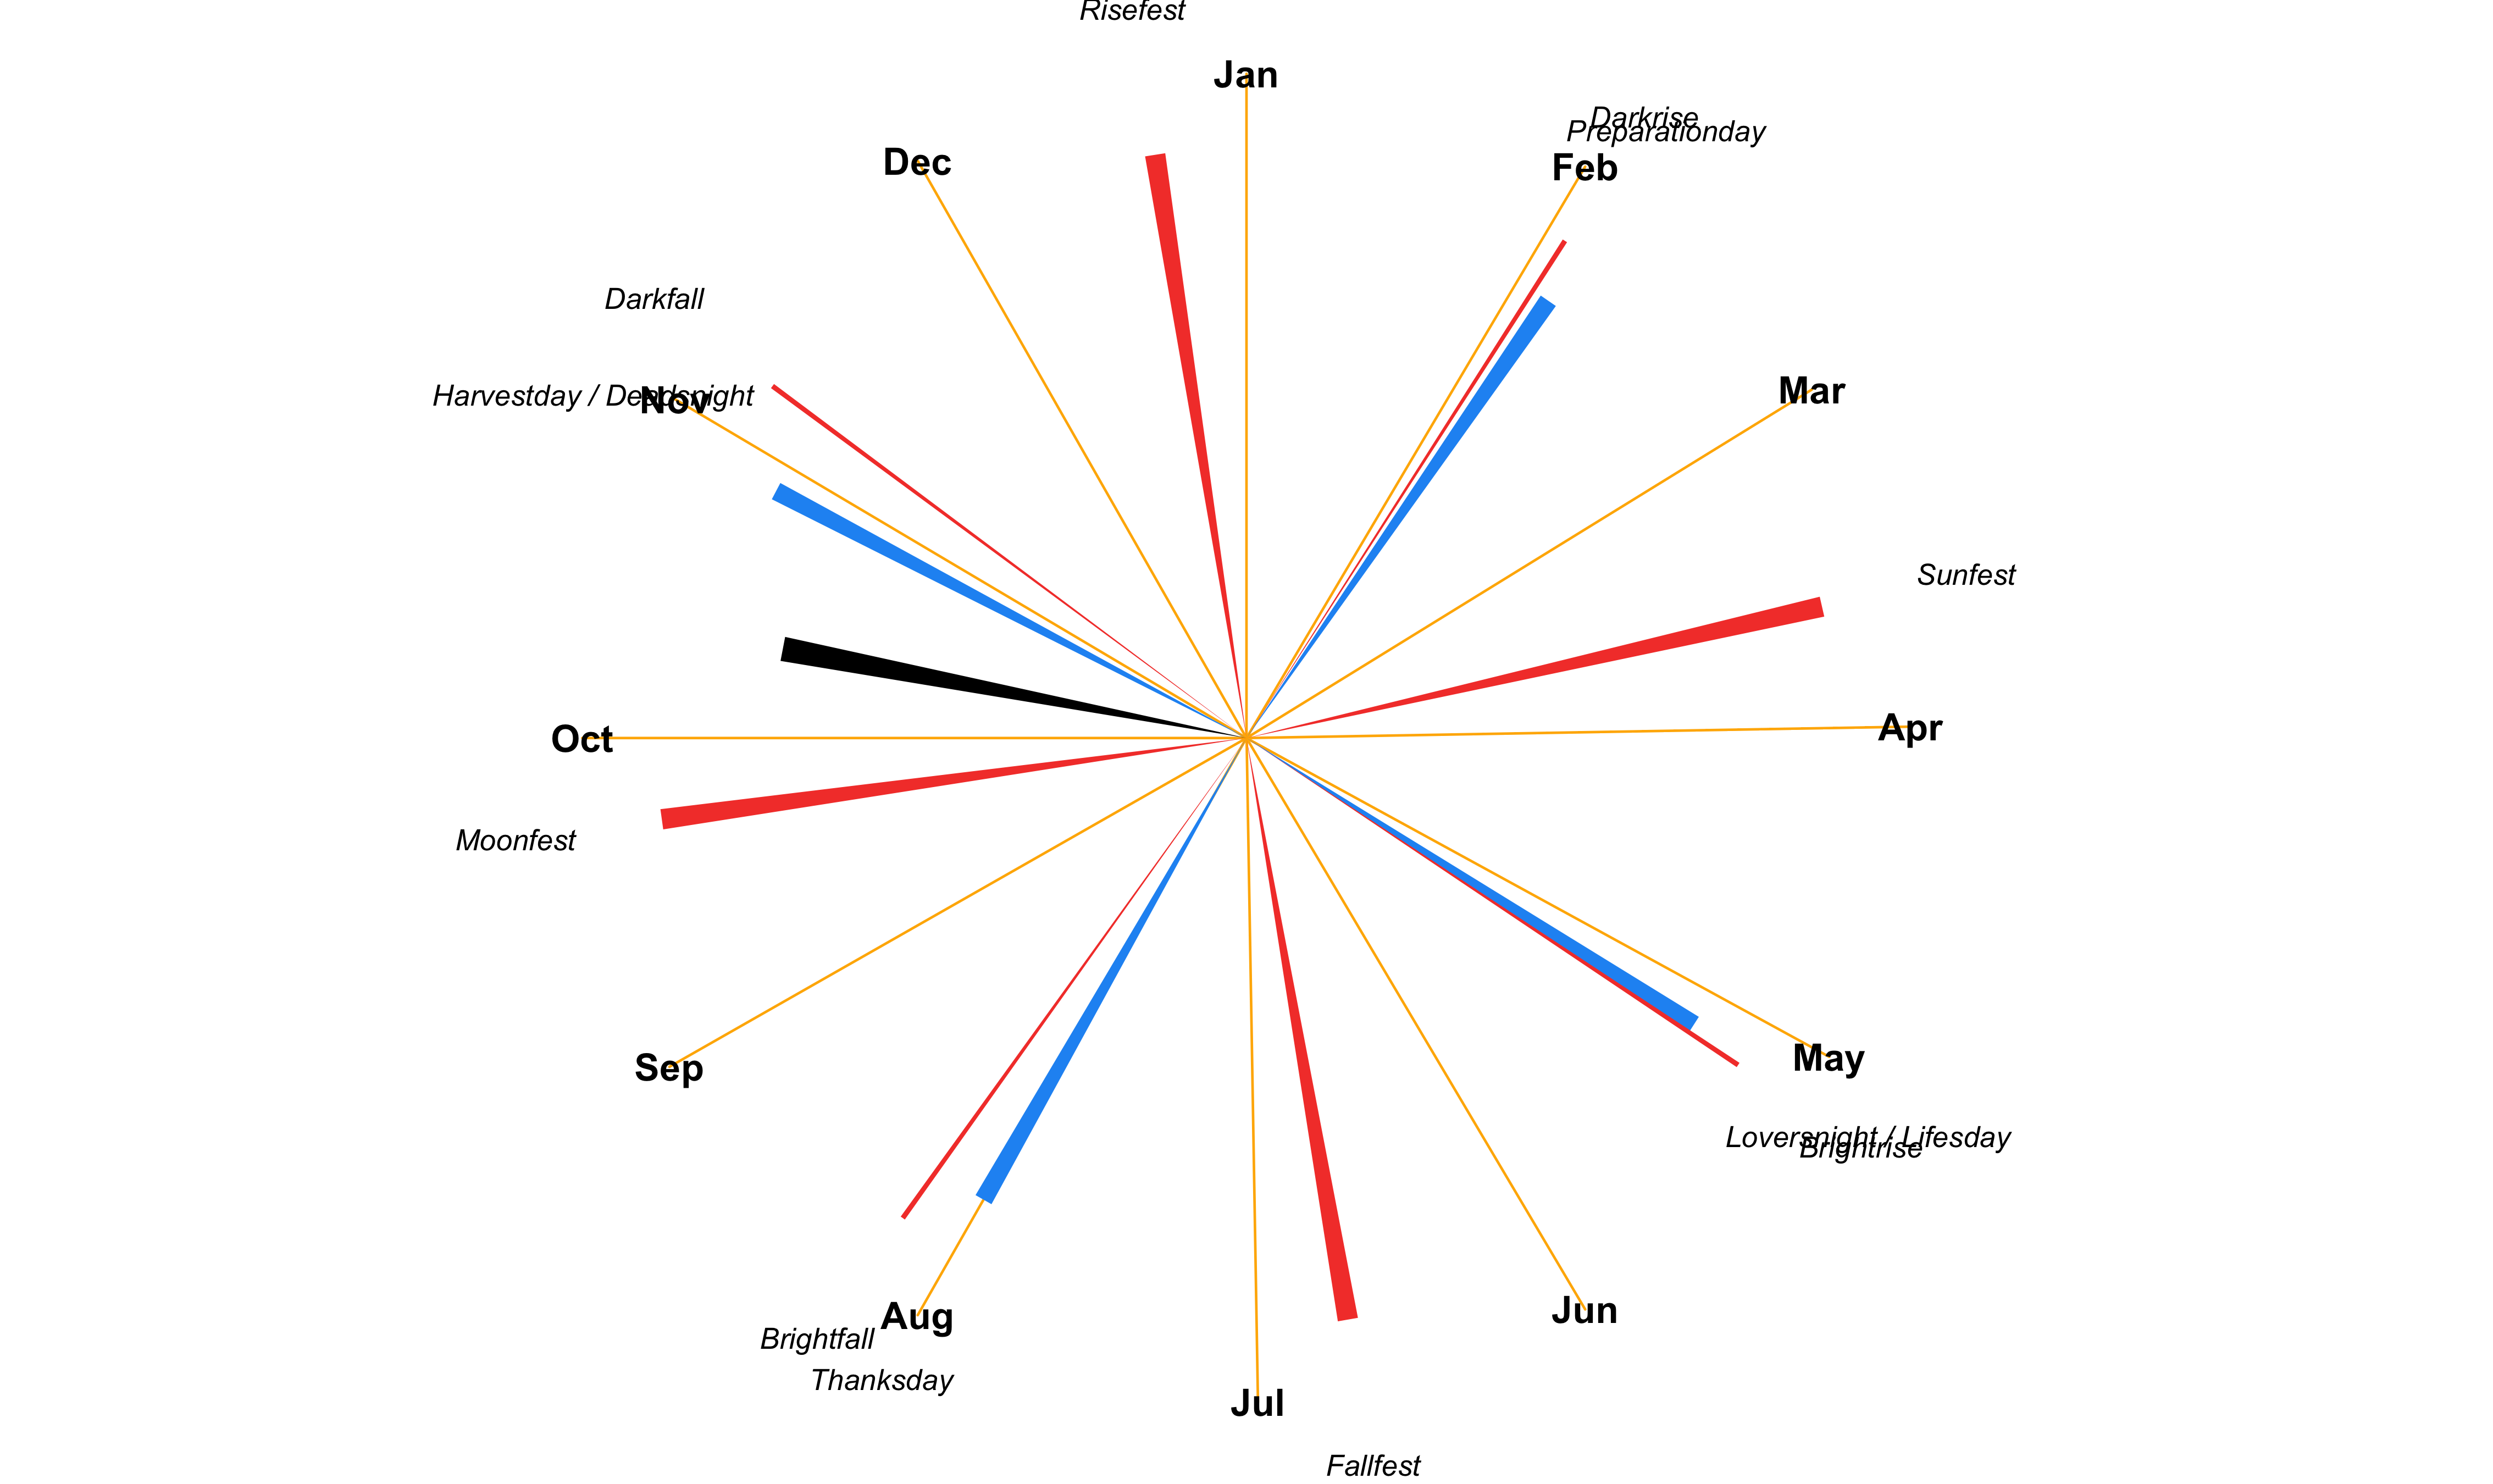 Risefest
Jan
Darkrise
Preparationday
Dec
Feb
Darkfall
Mar
Harvestday / Deadsnight
Nov
Sunfest
Apr
Oct
Moonfest
May
Sep
Loversnight / Lifesday
Brightrise
Jun
Aug
Brightfall
Thanksday
Jul
Fallfest